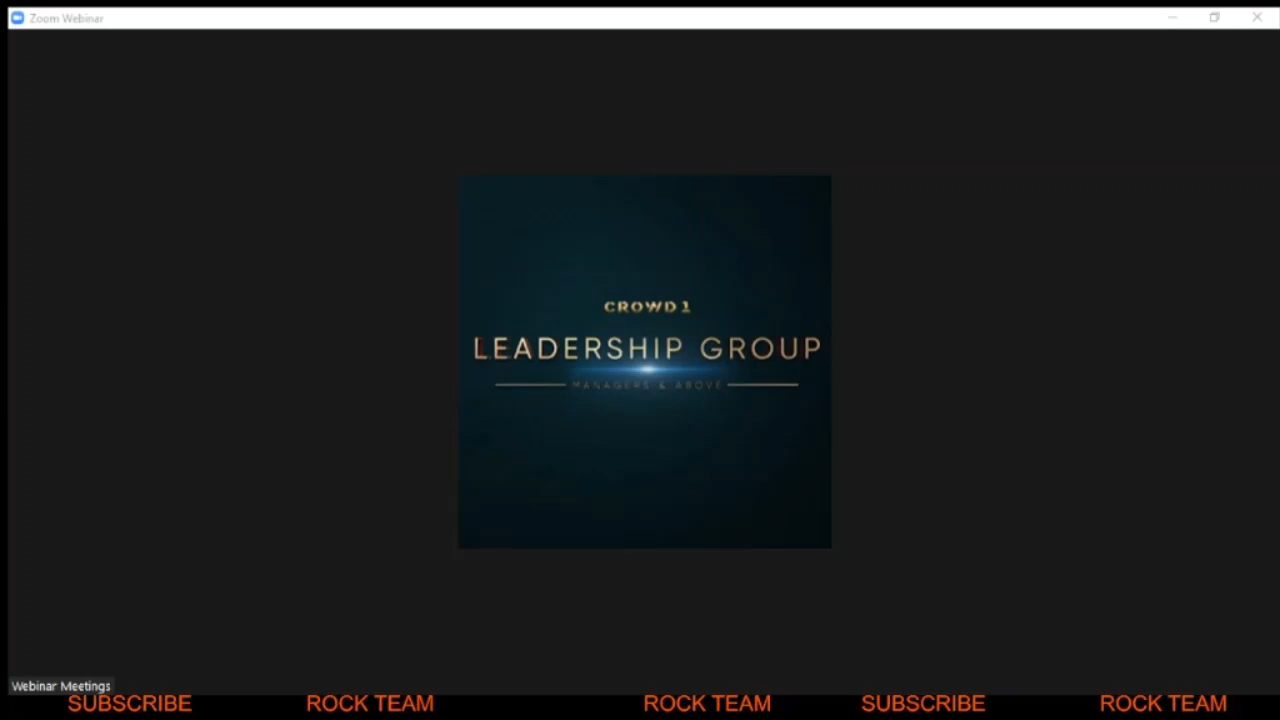 Zoom Webinar
CROWD1
LEADERSHIP GROUP
MANAGERS & ABOVE
Webinar Meetings
SUBSCRIBE ROCK TEAM ROCK TEAM SUBSCRIBE ROCK TEAM